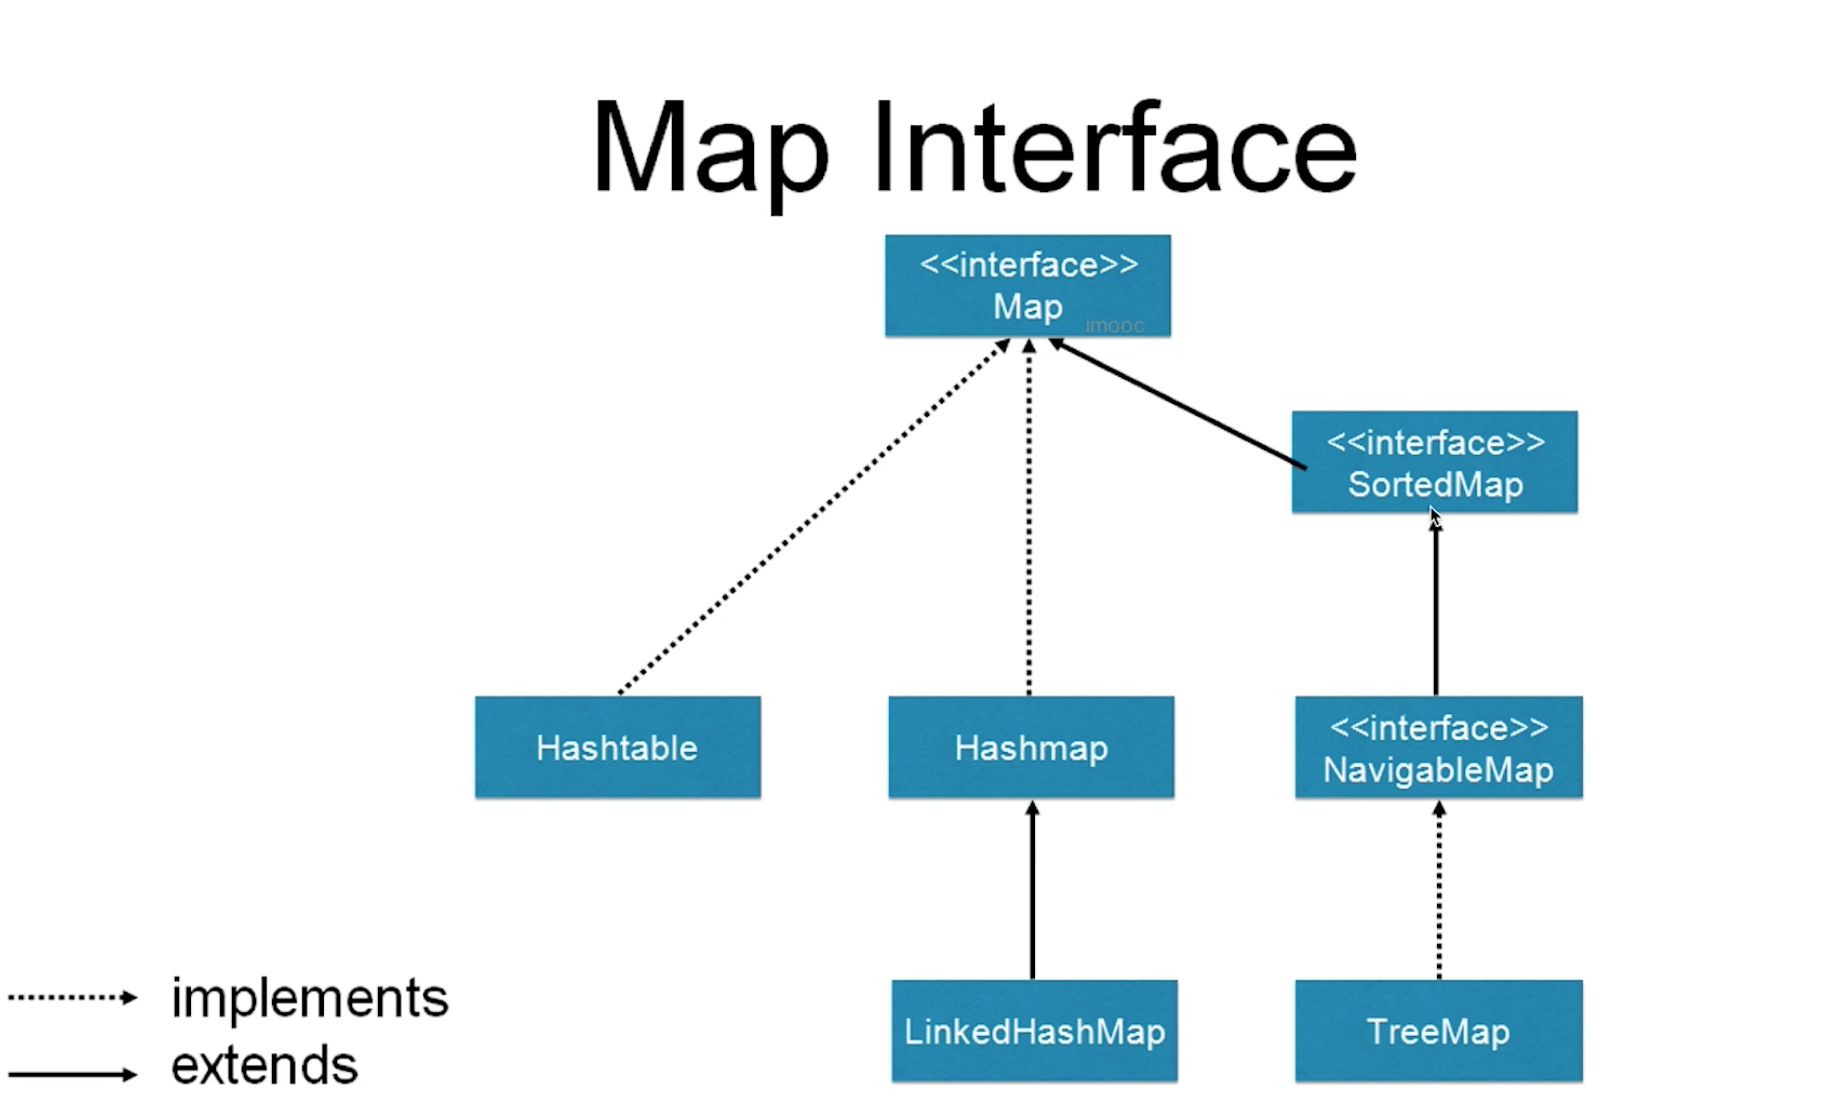 Map Interface
<<interface>>
Map
imooc
<<interface>>
SortedMap
Hashtable
Hashmap
<<interface>>
NavigableMap
LinkedHashMap
TreeMap
implements
extends